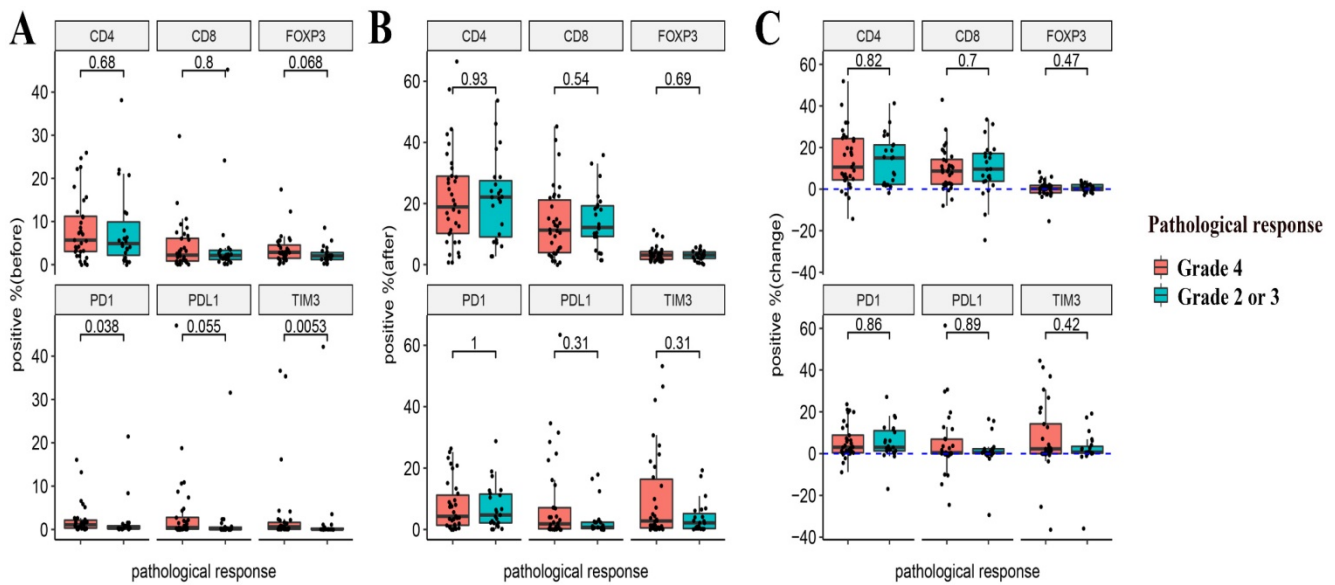 A
CD4 CD8 FOXP3
0.68 0.8 0.068
40
30
20
10
0
PD1 PDL1 TIM3
0.038 0.055 0.0053
40
30
20
10
0
positive %(before)
pathological response
B
CD4 CD8 FOXP3
0.93 0.54 0.69
60
40
20
0
PD1 PDL1 TIM3
1 0.31 0.31
60
40
20
0
positive %(after)
pathological response
C
CD4 CD8 FOXP3
0.82 0.7 0.47
60
40
20
0
−20
−40
PD1 PDL1 TIM3
0.86 0.89 0.42
60
40
20
0
−20
−40
positive %(change)
pathological response
Pathological response
Grade 4
Grade 2 or 3